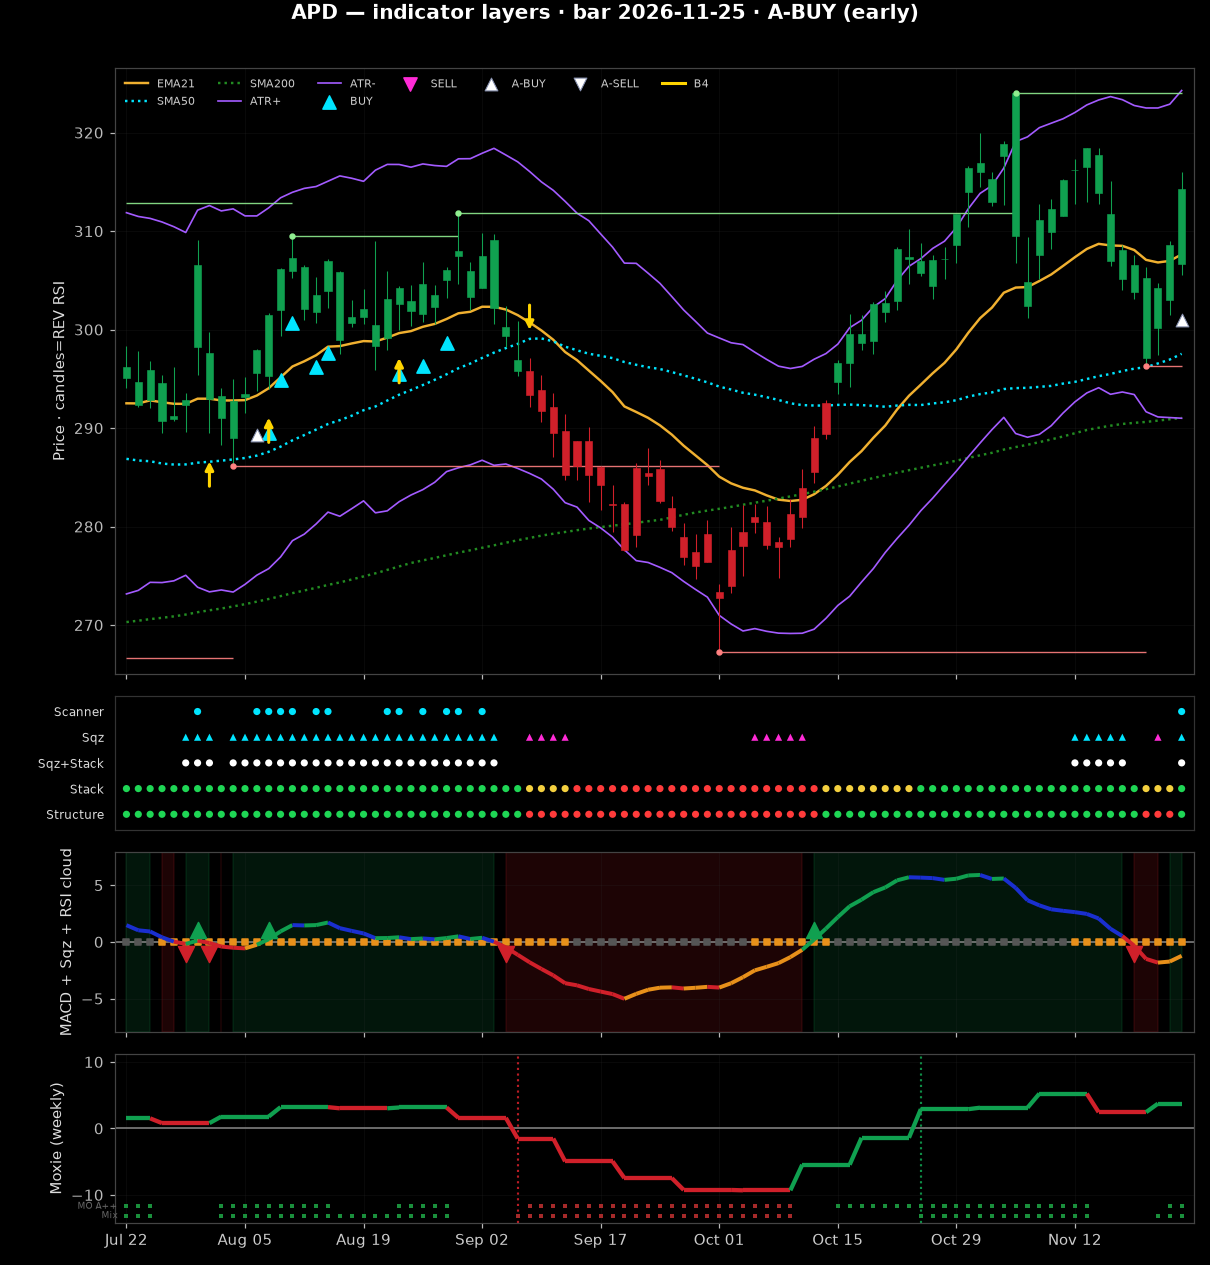 APD — indicator layers · bar 2026-11-25 · A-BUY (early)
EMA21 SMA200 ATR- SELL A-BUY A-SELL B4
SMA50 ATR+ BUY
Price · candles=REV RSI
320
310
300
290
280
270
Scanner
Sqz
Sqz+Stack
Stack
Structure
MACD + Sqz + RSI cloud
5
0
−5
Moxie (weekly)
10
0
−10
MO A++
Mix
Jul 22 Aug 05 Aug 19 Sep 02 Sep 17 Oct 01 Oct 15 Oct 29 Nov 12